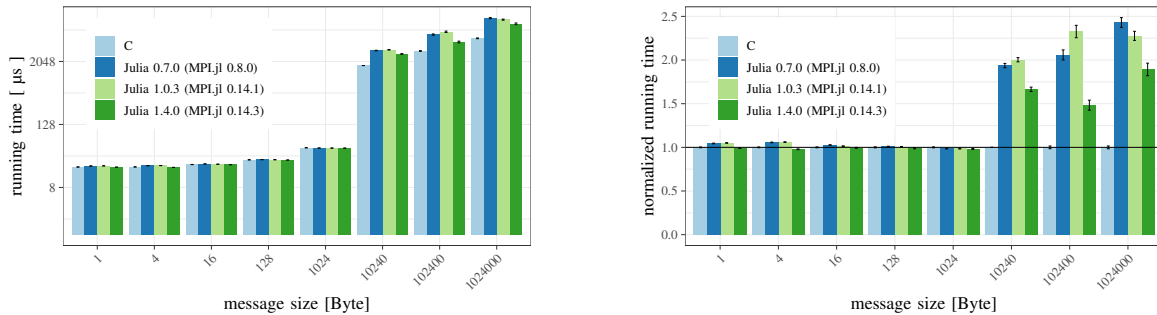 running time [ μs]
2048
128
8
C
Julia 0.7.0 (MPI.jl 0.8.0)
Julia 1.0.3 (MPI.jl 0.14.1)
Julia 1.4.0 (MPI.jl 0.14.3)
1
4
16
128
1024
10240
102400
1024000
message size [Byte]
normalized running time
2.5
2.0
1.5
1.0
0.5
0.0
C
Julia 0.7.0 (MPI.jl 0.8.0)
Julia 1.0.3 (MPI.jl 0.14.1)
Julia 1.4.0 (MPI.jl 0.14.3)
1
4
16
128
1024
10240
102400
1024000
message size [Byte]